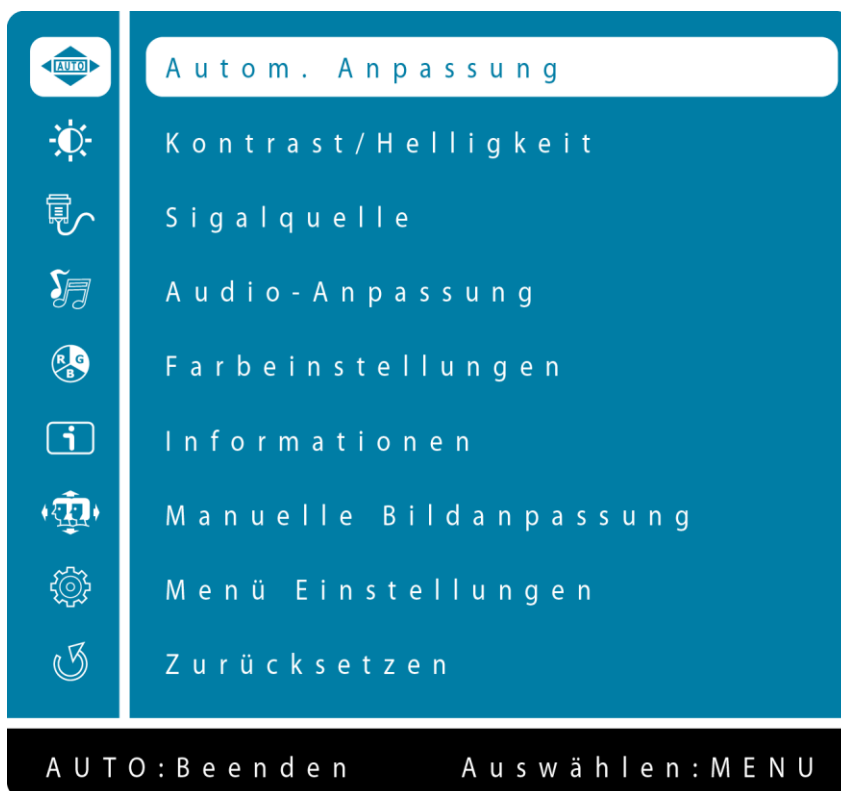 AUTO
Autom. Anpassung
Kontrast/Helligkeit
Sigalquelle
Audio-Anpassung
R G B
Farbeinstellungen
i
Informationen
Manuelle Bildanpassung
Menü Einstellungen
Zurücksetzen
AUTO:Beenden Auswählen:MENU